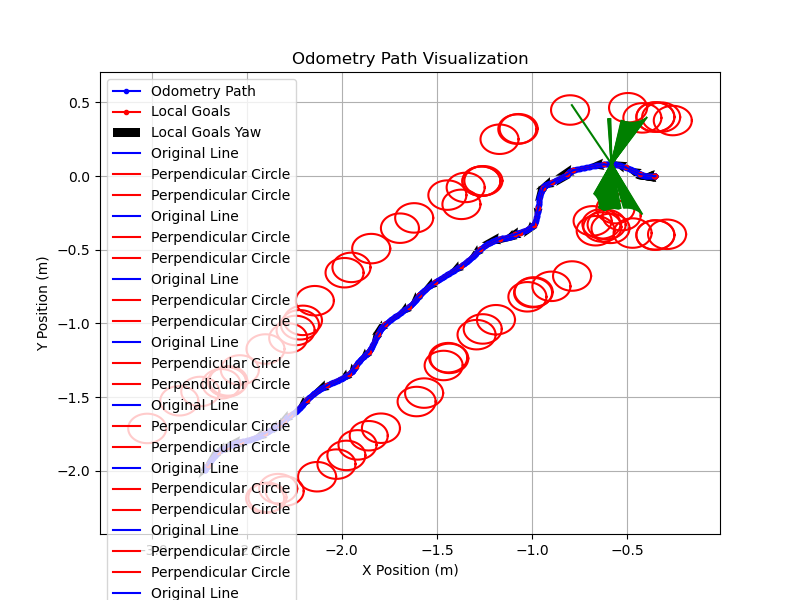 Odometry Path Visualization
Y Position (m)
0.5
0.0
−0.5
−1.0
−1.5
−2.0
Odometry Path
Local Goals
Local Goals Yaw
Original Line
Perpendicular Circle
Perpendicular Circle
Original Line
Perpendicular Circle
Perpendicular Circle
Original Line
Perpendicular Circle
Perpendicular Circle
Original Line
Perpendicular Circle
Perpendicular Circle
Original Line
Perpendicular Circle
Perpendicular Circle
Original Line
Perpendicular Circle
Perpendicular Circle
Original Line
Perpendicular Circle
Perpendicular Circle
Original Line
−2.0 −1.5 −1.0 −0.5
X Position (m)